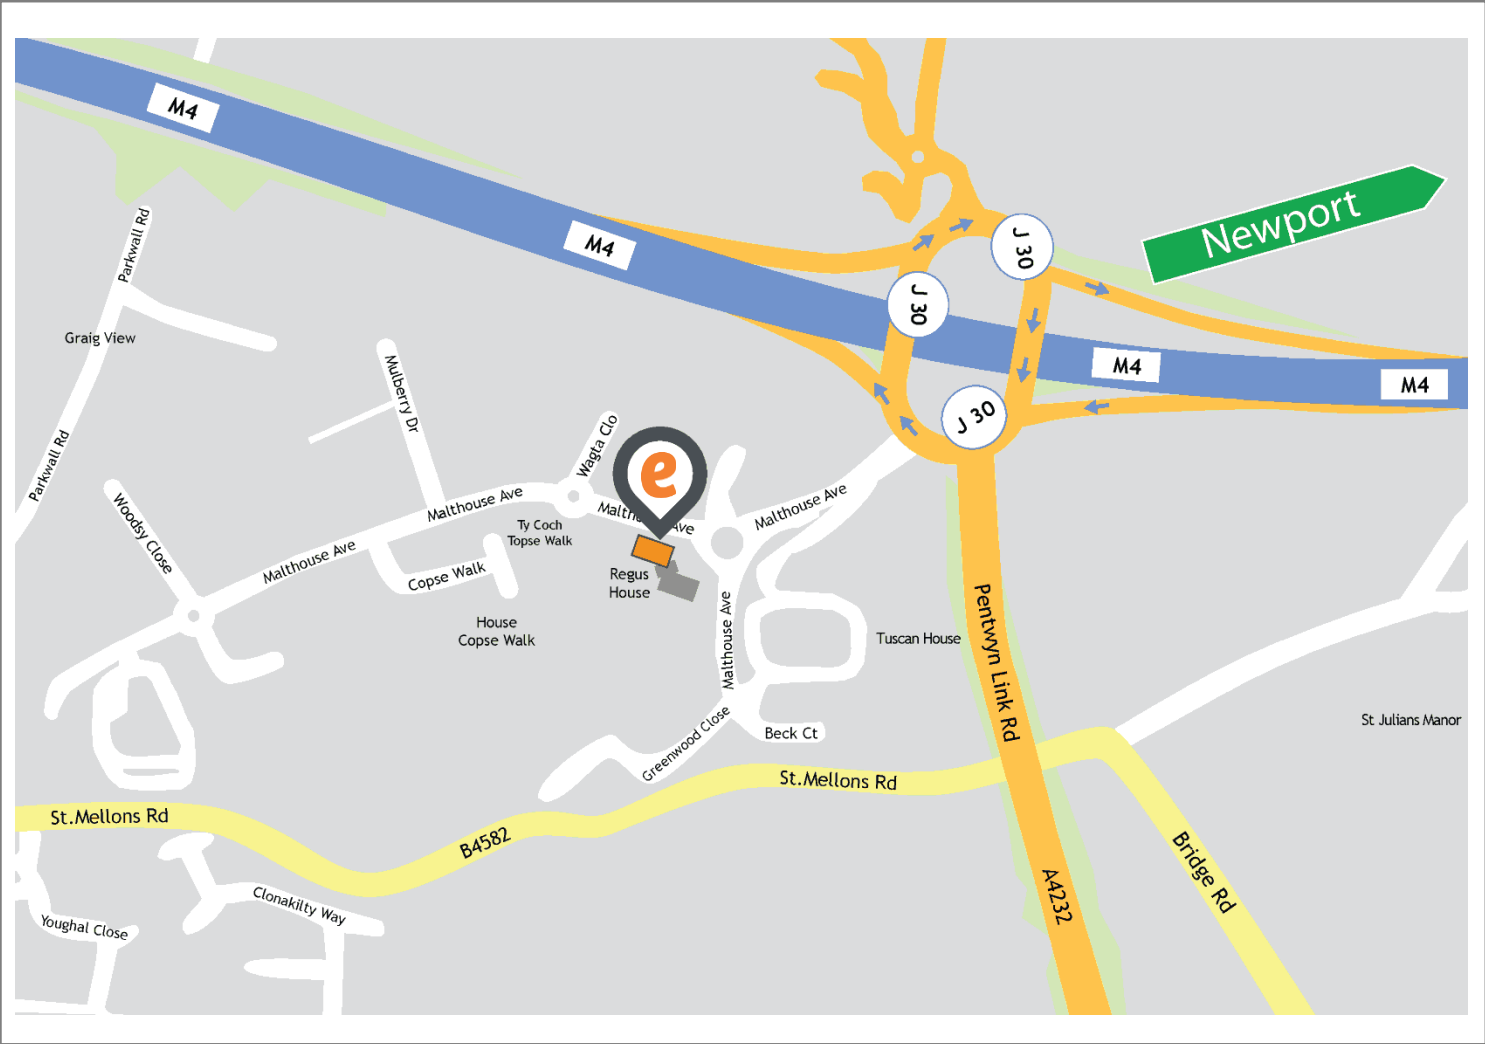 M4
Newport
Parkwall Rd
M4
J 30
J 30
Graig View
Mulberry Dr
M4
M4
J 30
Parkwall Rd
Wagta Clo
e
Woodsy Close
Malthouse Ave
Malthouse Ave
Malthouse Ave
Ty Coch
Topse Walk
Malthouse Ave
Copse Walk
Regus
House
House
Copse Walk
Malthouse Ave
Tuscan House
Pentwyn Link Rd
St Julians Manor
Greenwood Close
Beck Ct
St.Mellons Rd
St.Mellons Rd
B4582
Bridge Rd
A4232
Clonakilty Way
Youghal Close